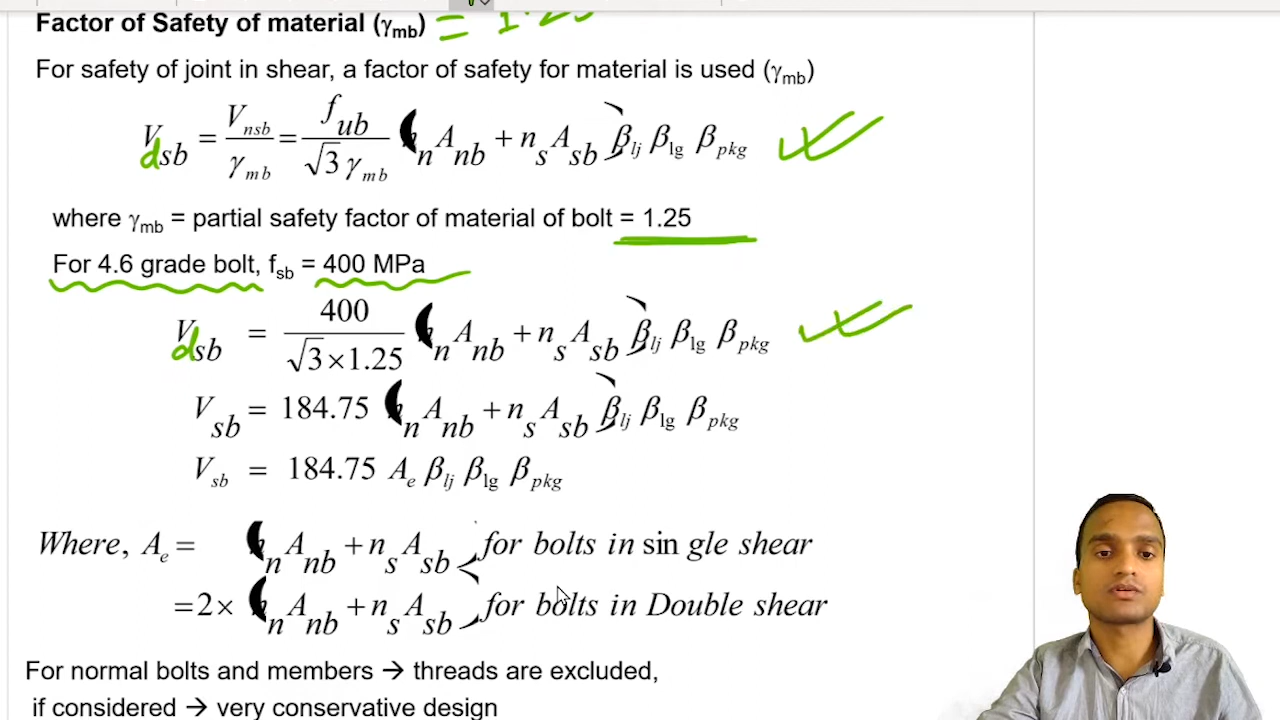 Factor of Safety of material (γmb) = 1.25
For safety of joint in shear, a factor of safety for material is used (γmb)
Vdsb = Vnsb / γmb = fub / √3 γmb (nn Anb + ns Asb) βlj βlg βpkg
where γmb = partial safety factor of material of bolt = 1.25
For 4.6 grade bolt, fsb = 400 MPa
Vdsb = 400 / √3×1.25 (nn Anb + ns Asb) βlj βlg βpkg
Vsb = 184.75 (nn Anb + ns Asb) βlj βlg βpkg
Vsb = 184.75 Ae βlj βlg βpkg
Where, Ae = (nn Anb + ns Asb) for bolts in sin gle shear
=2× (nn Anb + ns Asb) for bolts in Double shear
For normal bolts and members → threads are excluded,
if considered → very conservative design